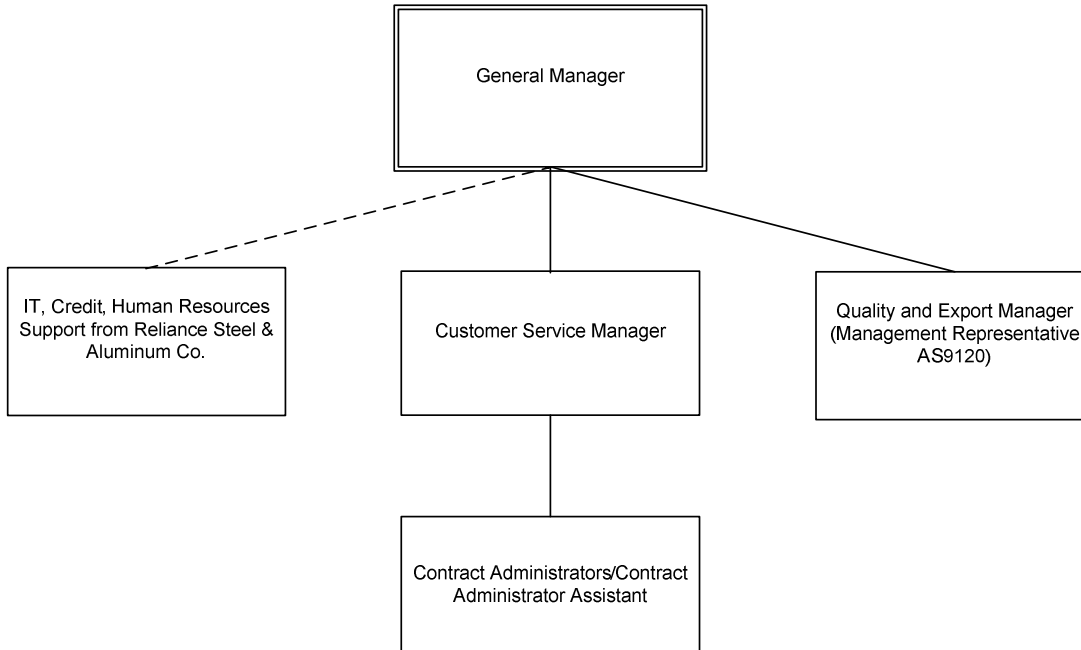 General Manager
IT, Credit, Human Resources
Support from Reliance Steel &
Aluminum Co.
Customer Service Manager
Quality and Export Manager
(Management Representative
AS9120)
Contract Administrators/Contract
Administrator Assistant